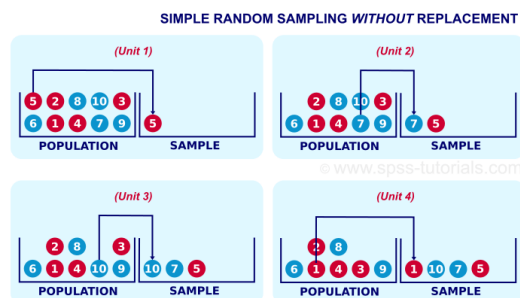 SIMPLE RANDOM SAMPLING WITHOUT REPLACEMENT
(Unit 1)
5 2 8 10 3
6 1 4 7 9 5
POPULATION SAMPLE
(Unit 2)
2 8 10 3
6 1 4 7 9 7 5
POPULATION SAMPLE
© www.spss-tutorials.com
(Unit 3)
2 8 3
6 1 4 10 9 10 7 5
POPULATION SAMPLE
(Unit 4)
2 8
6 1 4 3 9 1 10 7 5
POPULATION SAMPLE